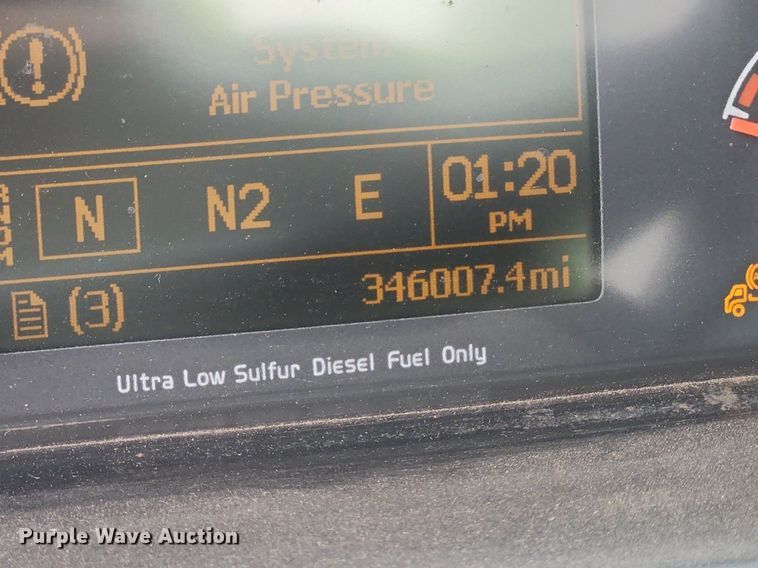 System
Air Pressure
N N2 E 01:20
PM
(3) 346007.4mi
Ultra Low Sulfur Diesel Fuel Only
Purple Wave Auction